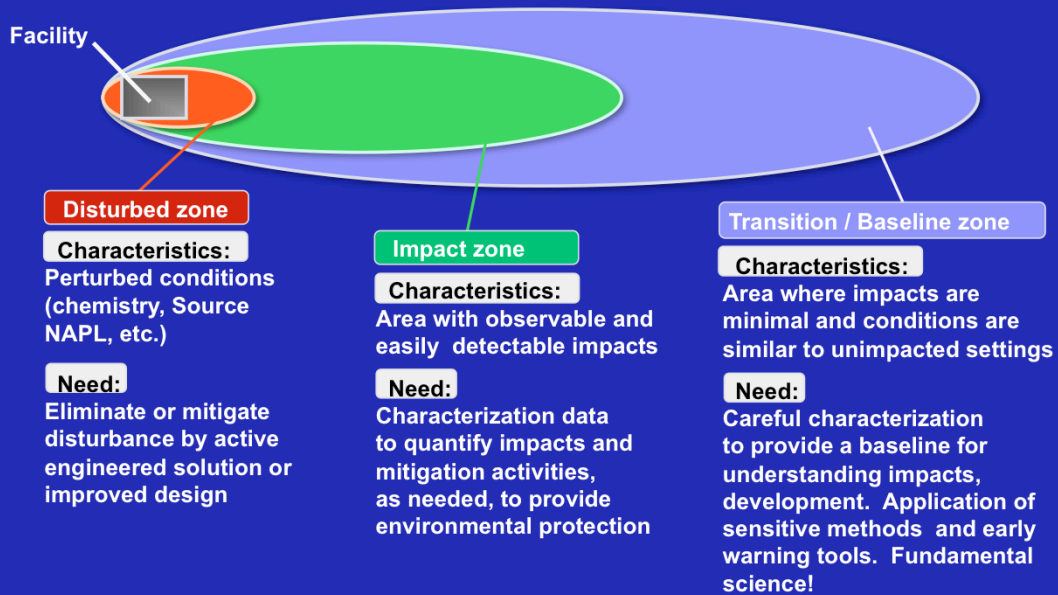 Facility
Disturbed zone
Characteristics:
Perturbed conditions
(chemistry, Source
NAPL, etc.)
Need:
Eliminate or mitigate
disturbance by active
engineered solution or
improved design
Impact zone
Characteristics:
Area with observable and
easily detectable impacts
Need:
Characterization data
to quantify impacts and
mitigation activities,
as needed, to provide
environmental protection
Transition / Baseline zone
Characteristics:
Area where impacts are
minimal and conditions are
similar to unimpacted settings
Need:
Careful characterization
to provide a baseline for
understanding impacts,
development. Application of
sensitive methods and early
warning tools. Fundamental
science!